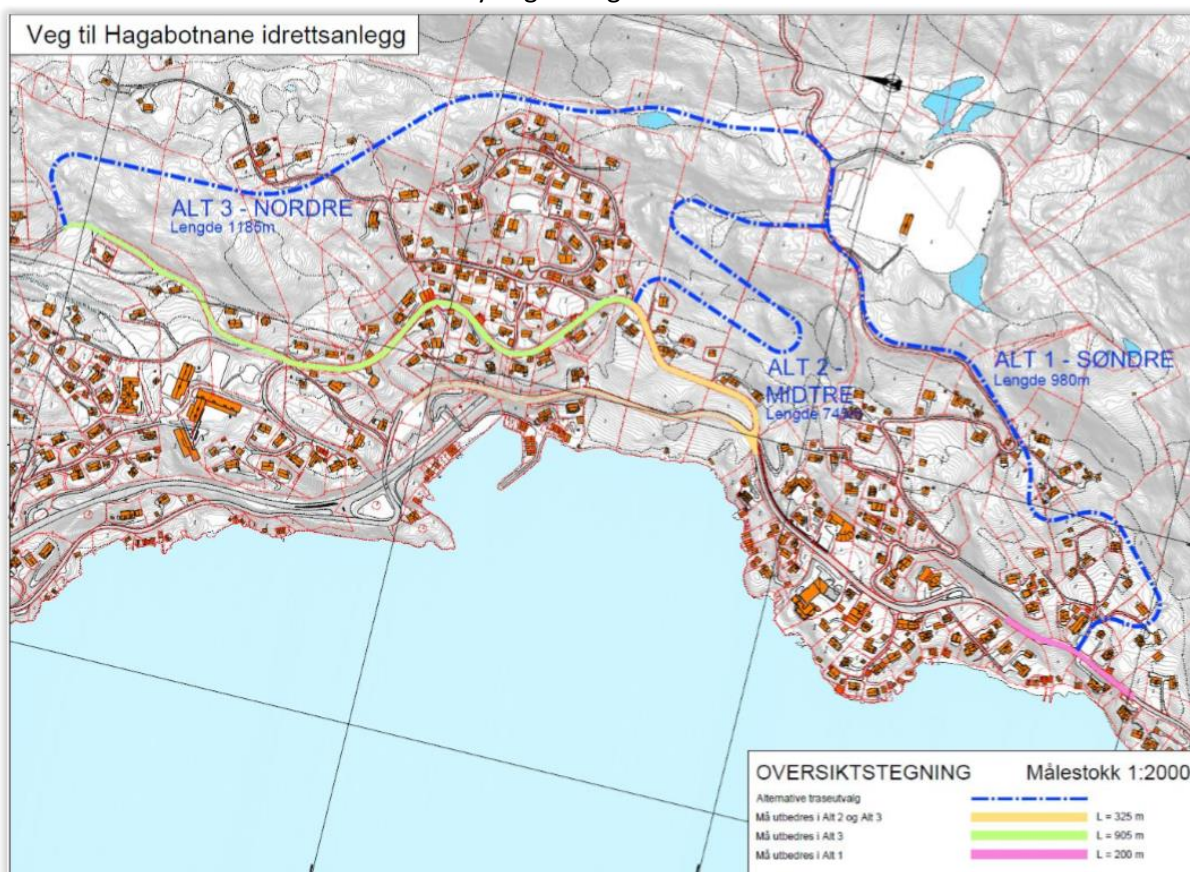 Veg til Hagabotnane idrettsanlegg
ALT 3 - NORDRE
Lengde 1185m
ALT 2 -
MIDTRE
ALT 1 - SØNDRE
Lengde 980m
OVERSIKTSTEGNING
Målestokk 1:2000
Alternative traseutvalg
Må utbedres i Alt 2 og Alt 3
L = 325 m
Må utbedres i Alt 3
L = 905 m
Må utbedres i Alt 1
L = 200 m